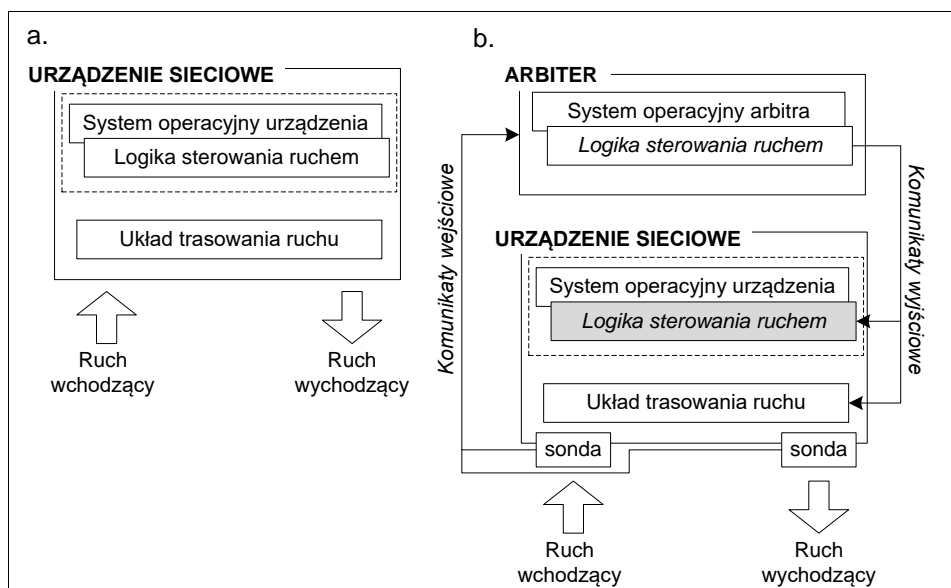 a.
URZĄDZENIE SIECIOWE
System operacyjny urządzenia
Logika sterowania ruchem
Układ trasowania ruchu
Ruch
wchodzący
Ruch
wychodzący
b.
ARBITER
System operacyjny arbitra
Logika sterowania ruchem
Komunikaty wejściowe
Komunikaty wyjściowe
URZĄDZENIE SIECIOWE
System operacyjny urządzenia
Logika sterowania ruchem
Układ trasowania ruchu
sonda
sonda
Ruch
wchodzący
Ruch
wychodzący